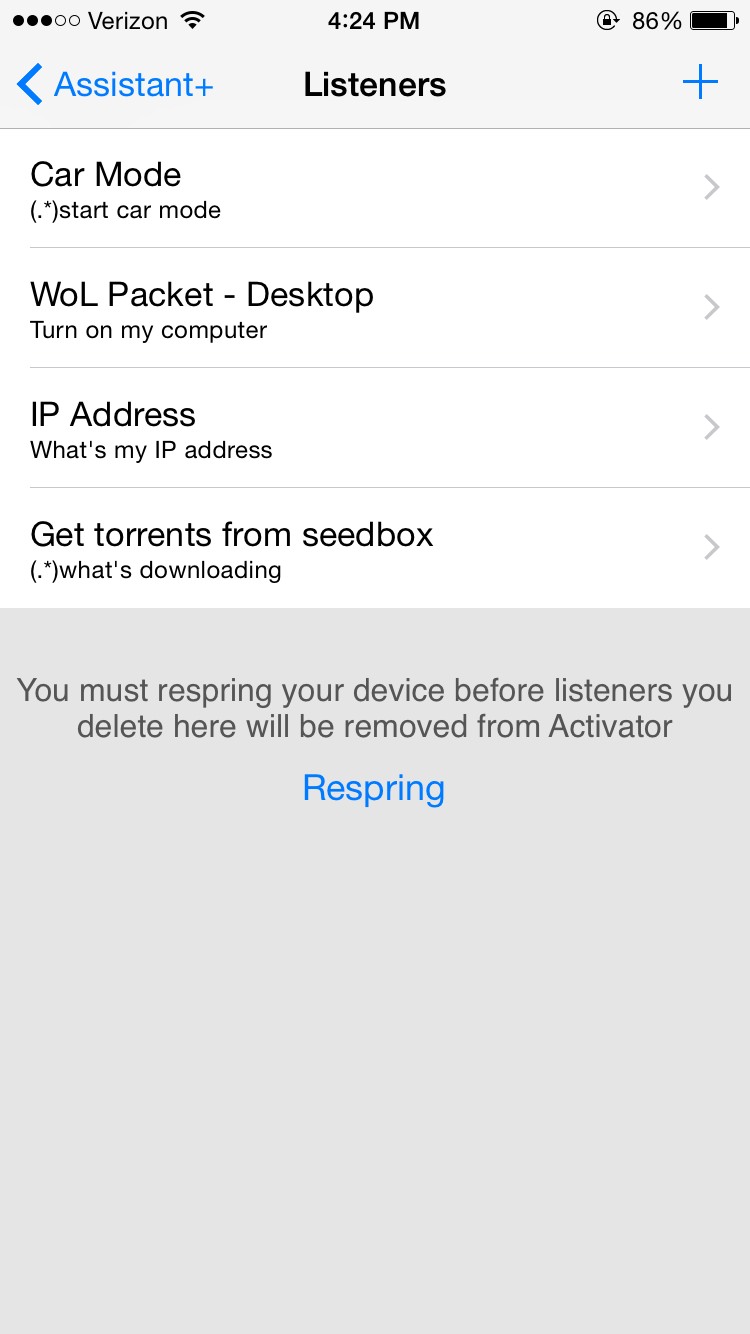 Verizon 4:24 PM 86%
Assistant+ Listeners
Car Mode
(.*)start car mode
WoL Packet - Desktop
Turn on my computer
IP Address
What's my IP address
Get torrents from seedbox
(.*)what's downloading
You must respring your device before listeners you
delete here will be removed from Activator
Respring